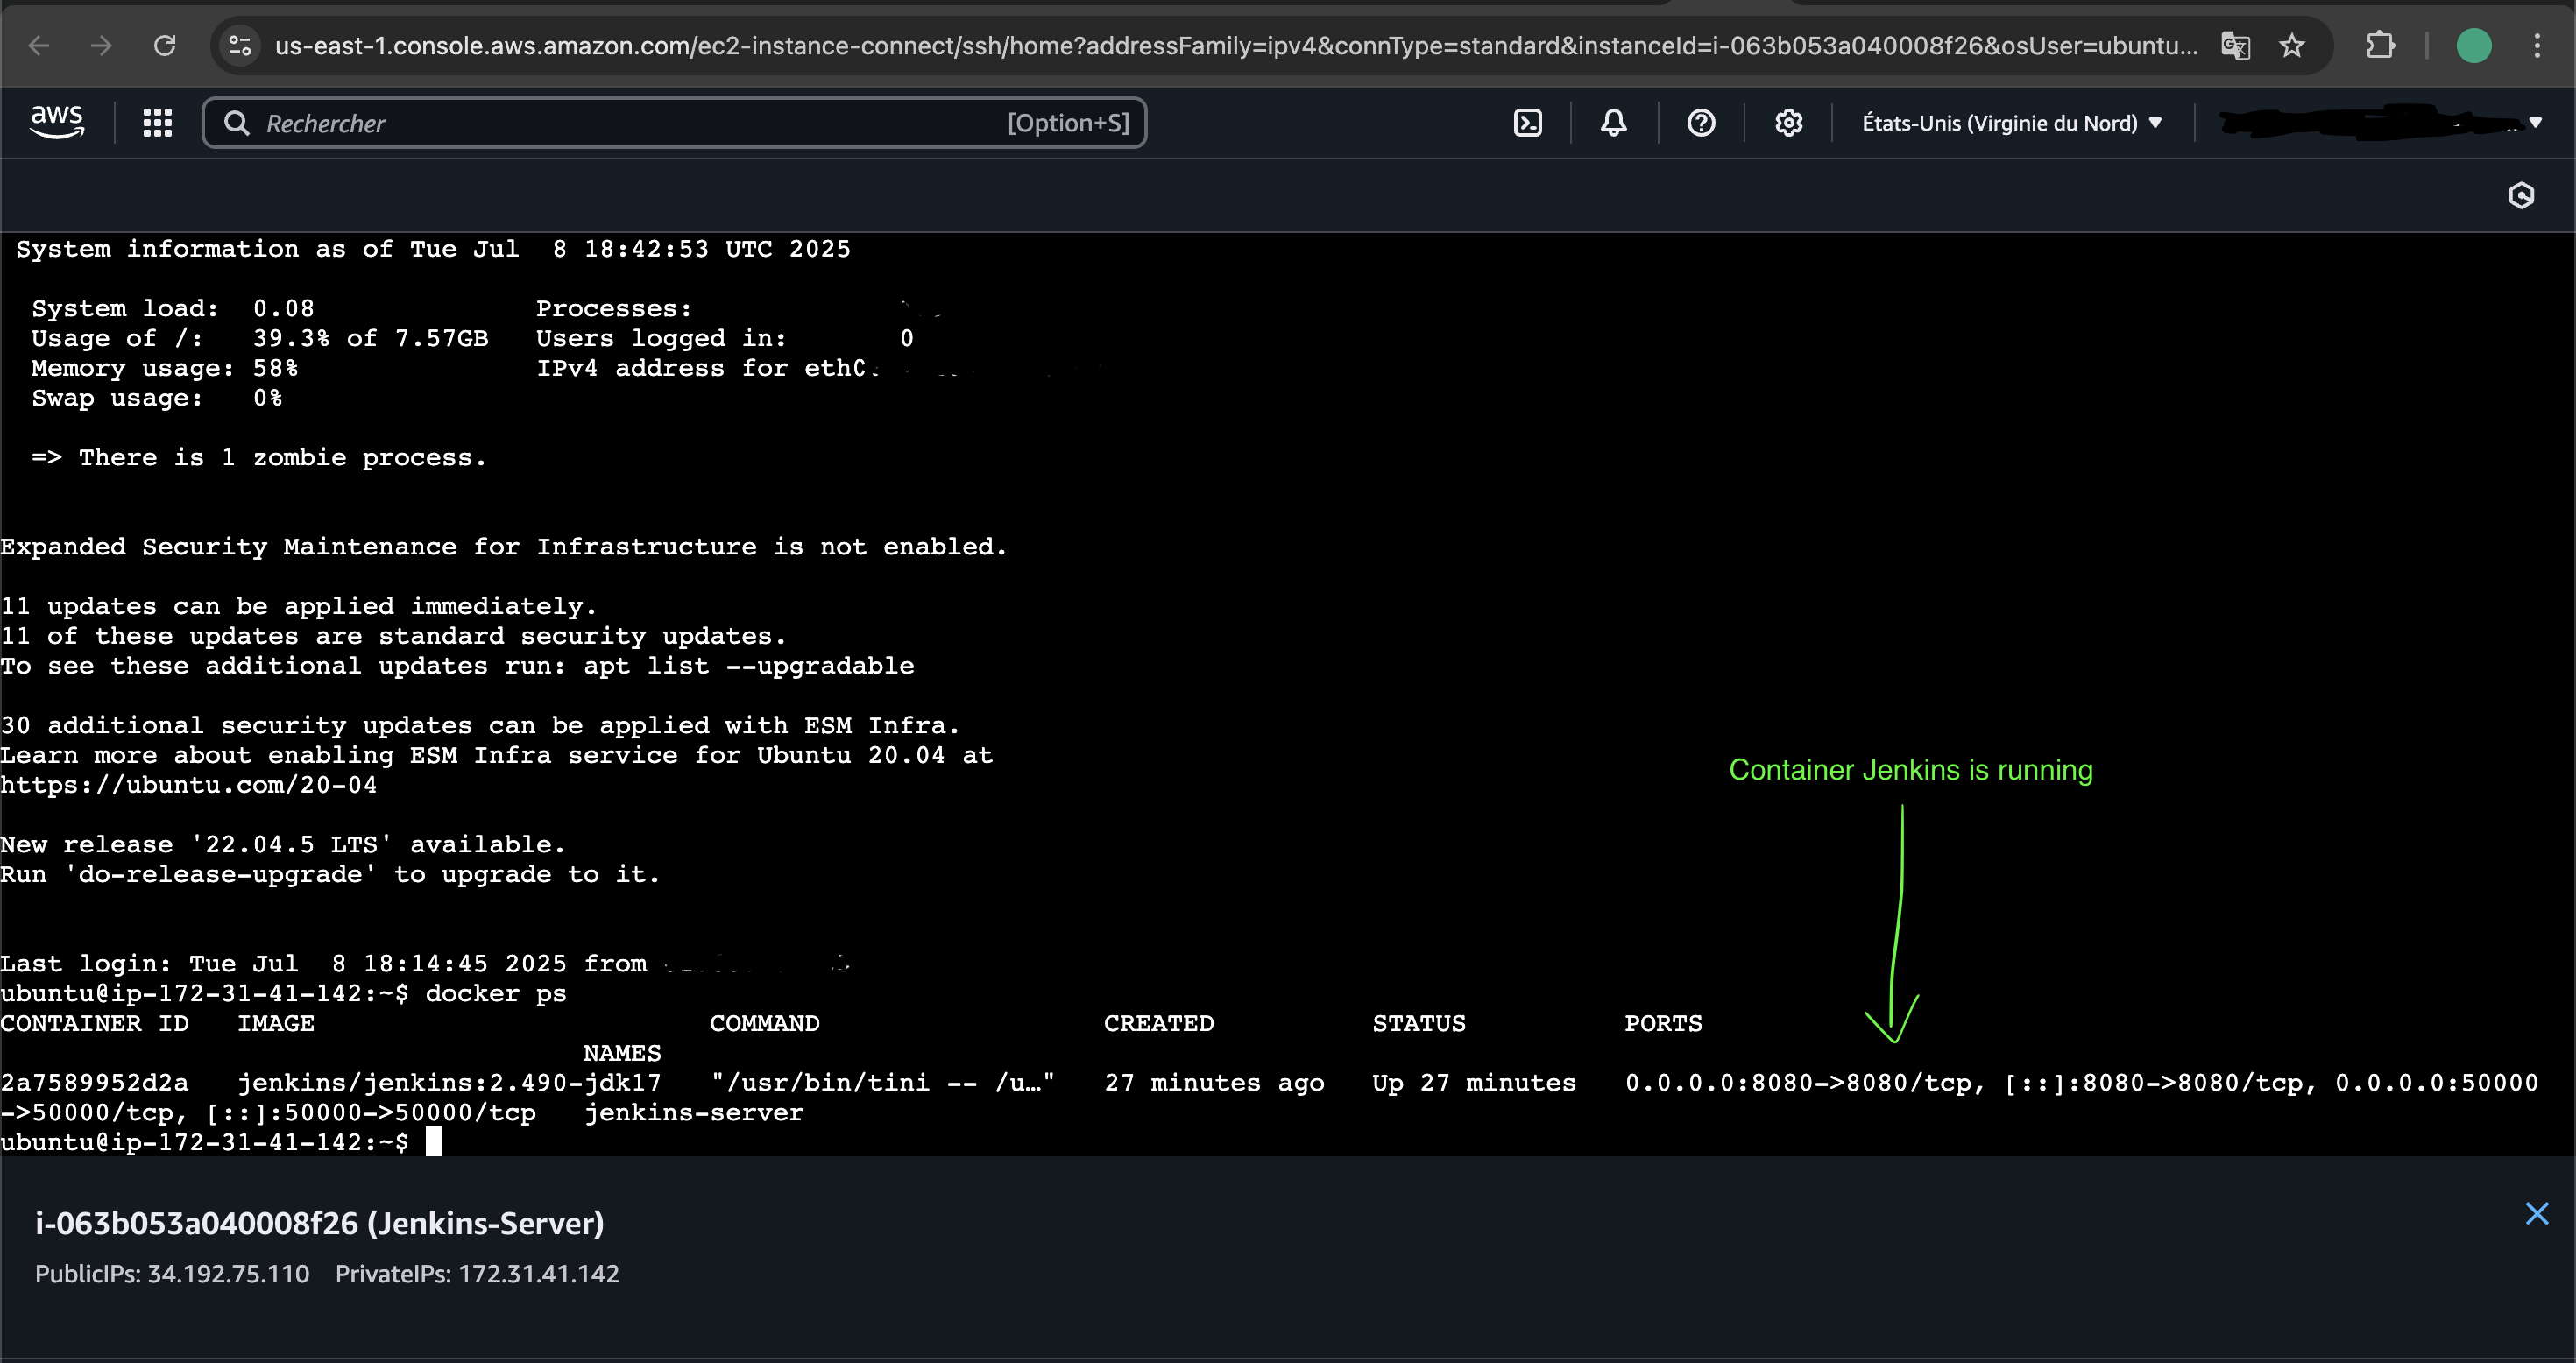 us-east-1.console.aws.amazon.com/ec2-instance-connect/ssh/home?addressFamily=ipv4&connType=standard&instanceId=i-063b053a040008f26&osUser=ubuntu...
aws
Rechercher [Option+S] États-Unis (Virginie du Nord)
System information as of Tue Jul  8 18:42:53 UTC 2025
System load:  0.08 Processes:
Usage of /:   39.3% of 7.57GB Users logged in: 0
Memory usage: 58% IPv4 address for
Swap usage:   0%
=> There is 1 zombie process.
Expanded Security Maintenance for Infrastructure is not enabled.
11 updates can be applied immediately.
11 of these updates are standard security updates.
To see these additional updates run: apt list --upgradable
30 additional security updates can be applied with ESM Infra.
Learn more about enabling ESM Infra service for Ubuntu 20.04 at
https://ubuntu.com/20-04
Container Jenkins is running
New release '22.04.5 LTS' available.
Run 'do-release-upgrade' to upgrade to it.
Last login: Tue Jul  8 18:14:45 2025 from
ubuntu@ip-172-31-41-142:~$ docker ps
CONTAINER ID   IMAGE COMMAND CREATED STATUS PORTS
NAMES
2a7589952d2a   jenkins/jenkins:2.490-jdk17   "/usr/bin/tini -- /u…"   27 minutes ago   Up 27 minutes   0.0.0.0:8080->8080/tcp, [::]:8080->8080/tcp, 0.0.0.0:50000
->50000/tcp, [::]:50000->50000/tcp   jenkins-server
ubuntu@ip-172-31-41-142:~$
i-063b053a040008f26 (Jenkins-Server)
PublicIPs: 34.192.75.110 PrivateIPs: 172.31.41.142